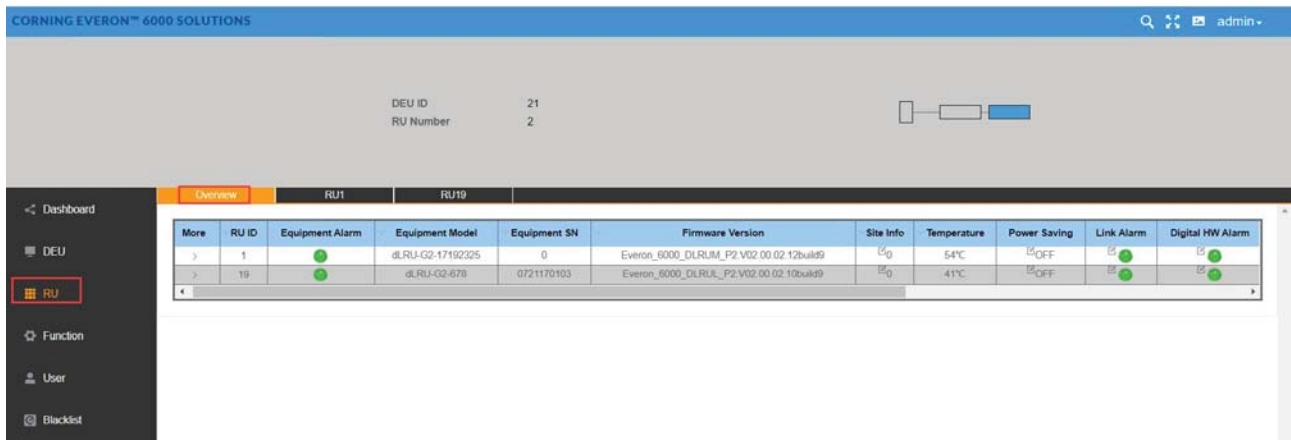 CORNING EVERON™ 6000 SOLUTIONS admin
DEU ID 21
RU Number 2
Overview RU1 RU19
Dashboard
DEU
RU
Function
User
Blacklist
More RU ID Equipment Alarm Equipment Model Equipment SN Firmware Version Site Info Temperature Power Saving Link Alarm Digital HW Alarm
1 dLRU-G2-17192325 0 Everon_6000_DLRUM_P2.V02.00.02.12build9 0 54°C OFF
19 dLRU-G2-678 0721170103 Everon_6000_DLRUL_P2.V02.00.02.10build9 0 41°C OFF